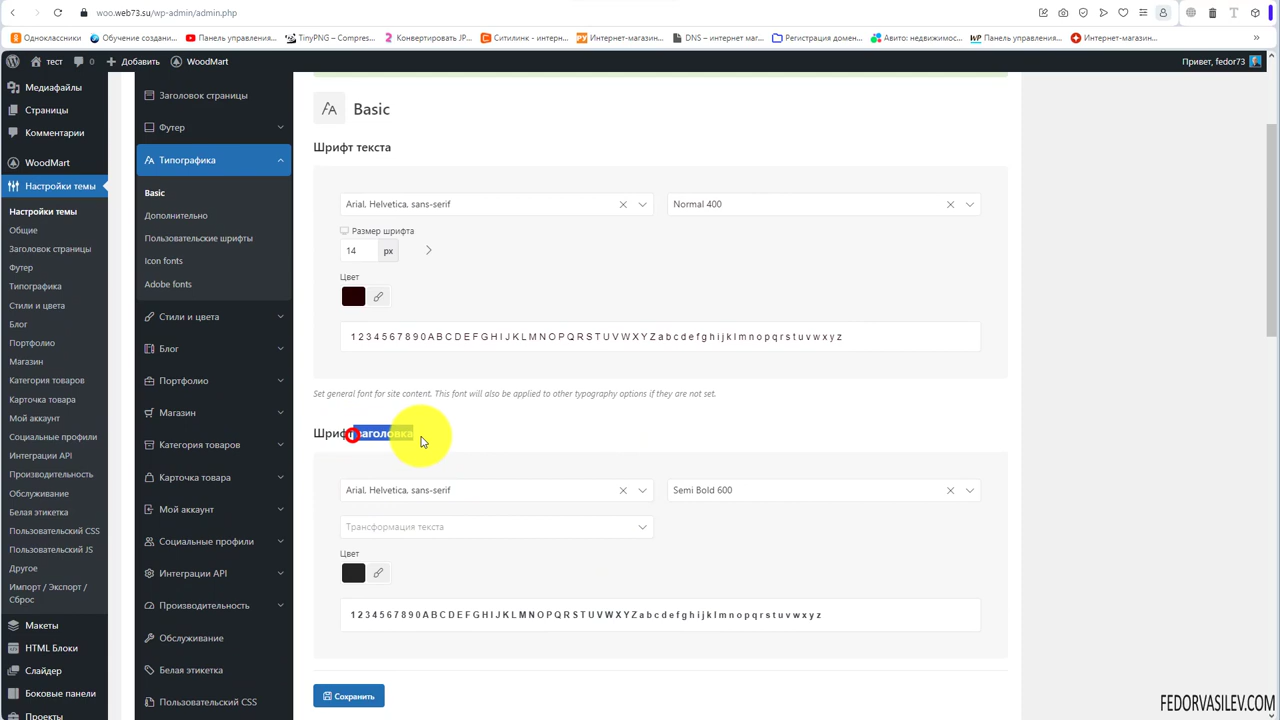 woo.web73.su/wp-admin/admin.php
Одноклассники
Обучение создани...
Панель управления...
TinyPNG – Compres...
Конвертировать JP...
Ситилинк - интерн...
Интернет-магазин...
DNS – интернет маг...
Регистрация домен...
Авито: недвижимос...
Панель управления...
Интернет-магазин...
тест
0
Добавить
WoodMart
Привет, fedor73
Медиафайлы
Страницы
Комментарии
WoodMart
Настройки темы
Настройки темы
Общие
Заголовок страницы
Футер
Типографика
Стили и цвета
Блог
Портфолио
Магазин
Категория товаров
Карточка товара
Мой аккаунт
Социальные профили
Интеграции API
Производительность
Обслуживание
Белая этикетка
Пользовательский CSS
Пользовательский JS
Другое
Импорт / Экспорт /
Сброс
Макеты
HTML Блоки
Слайдер
Боковые панели
Проекты
Заголовок страницы
Футер
Типографика
Basic
Дополнительно
Пользовательские шрифты
Icon fonts
Adobe fonts
Стили и цвета
Блог
Портфолио
Магазин
Категория товаров
Карточка товара
Мой аккаунт
Социальные профили
Интеграции API
Производительность
Обслуживание
Белая этикетка
Пользовательский CSS
Basic
Шрифт текста
Arial, Helvetica, sans-serif
Normal 400
Размер шрифта
14
px
Цвет
1 2 3 4 5 6 7 8 9 0 A B C D E F G H I J K L M N O P Q R S T U V W X Y Z a b c d e f g h i j k l m n o p q r s t u v w x y z
Set general font for site content. This font will also be applied to other typography options if they are not set.
Шрифт заголовка
Arial, Helvetica, sans-serif
Semi Bold 600
Трансформация текста
Цвет
1 2 3 4 5 6 7 8 9 0 A B C D E F G H I J K L M N O P Q R S T U V W X Y Z a b c d e f g h i j k l m n o p q r s t u v w x y z
Сохранить
FEDORVASILEV.COM